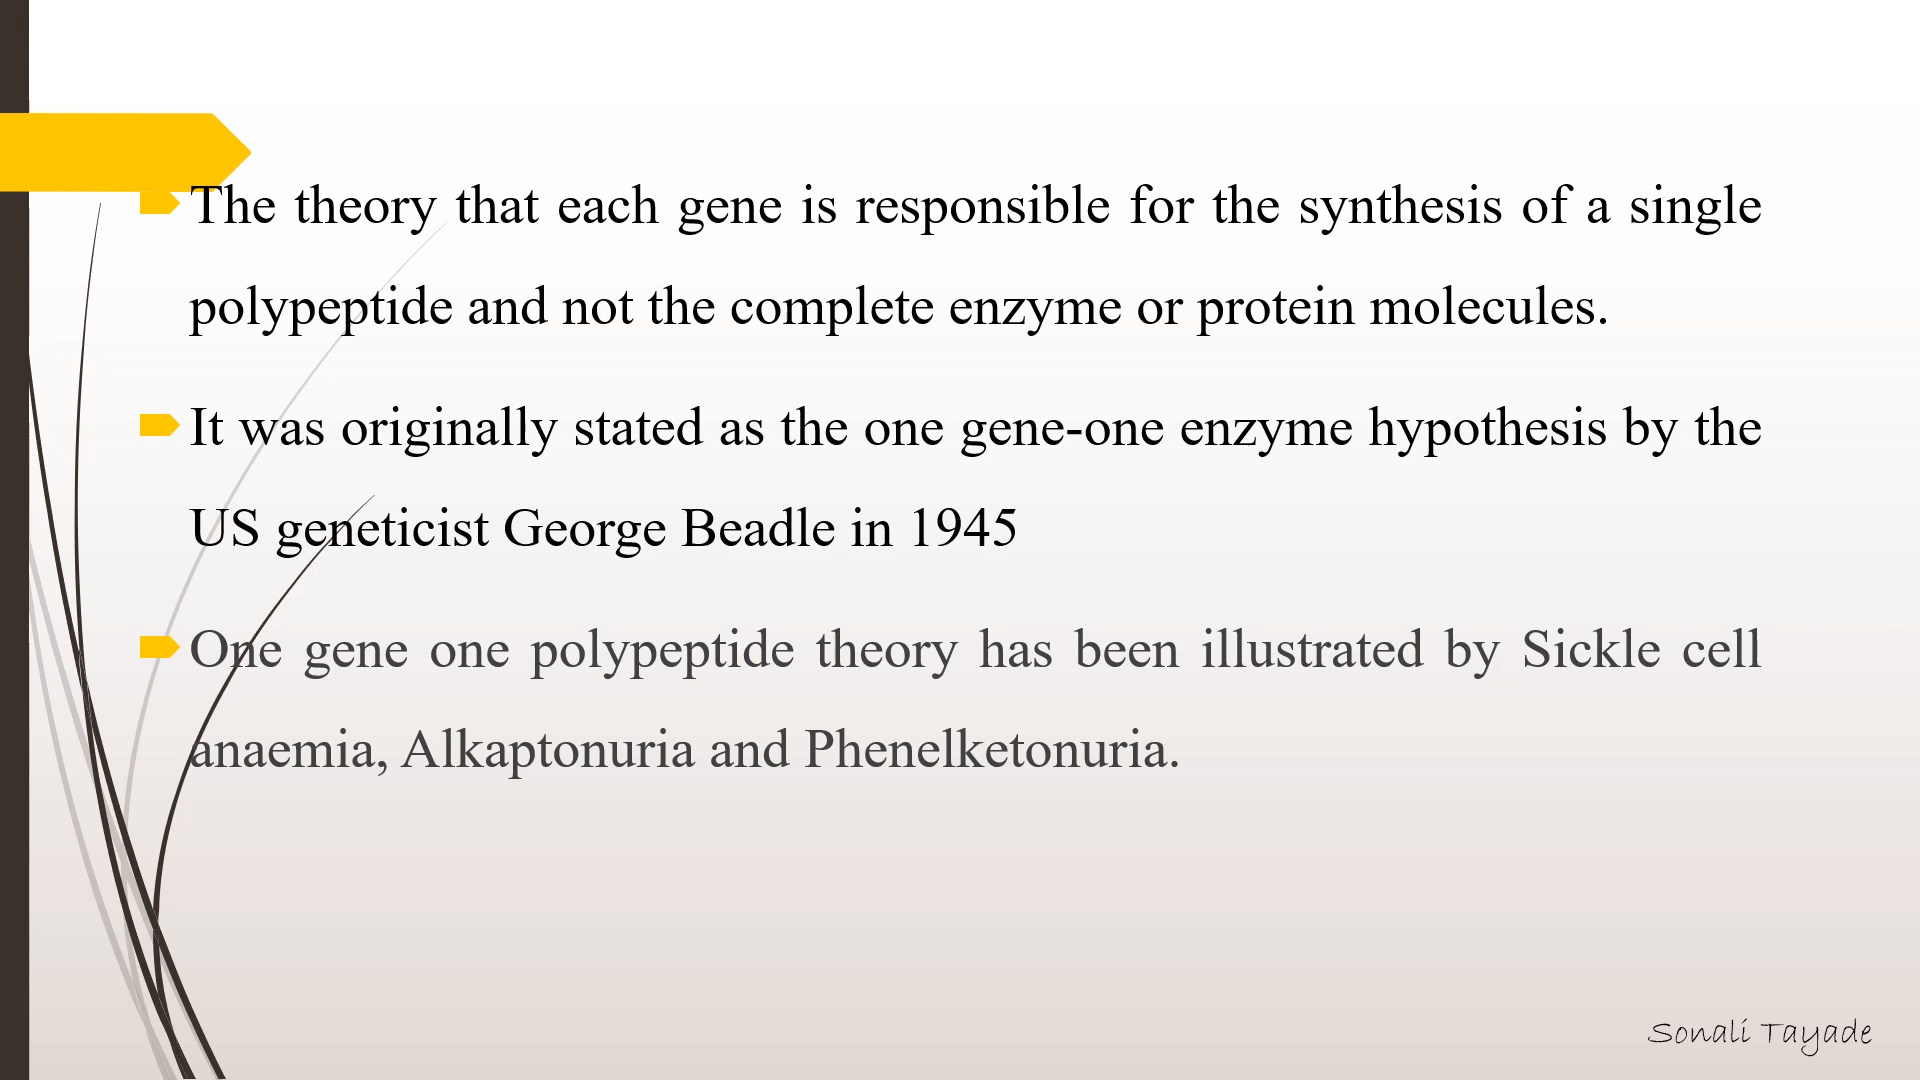 The theory that each gene is responsible for the synthesis of a single
polypeptide and not the complete enzyme or protein molecules.
It was originally stated as the one gene-one enzyme hypothesis by the
US geneticist George Beadle in 1945
One gene one polypeptide theory has been illustrated by Sickle cell
anaemia, Alkaptonuria and Phenelketonuria.
Sonali Tayade